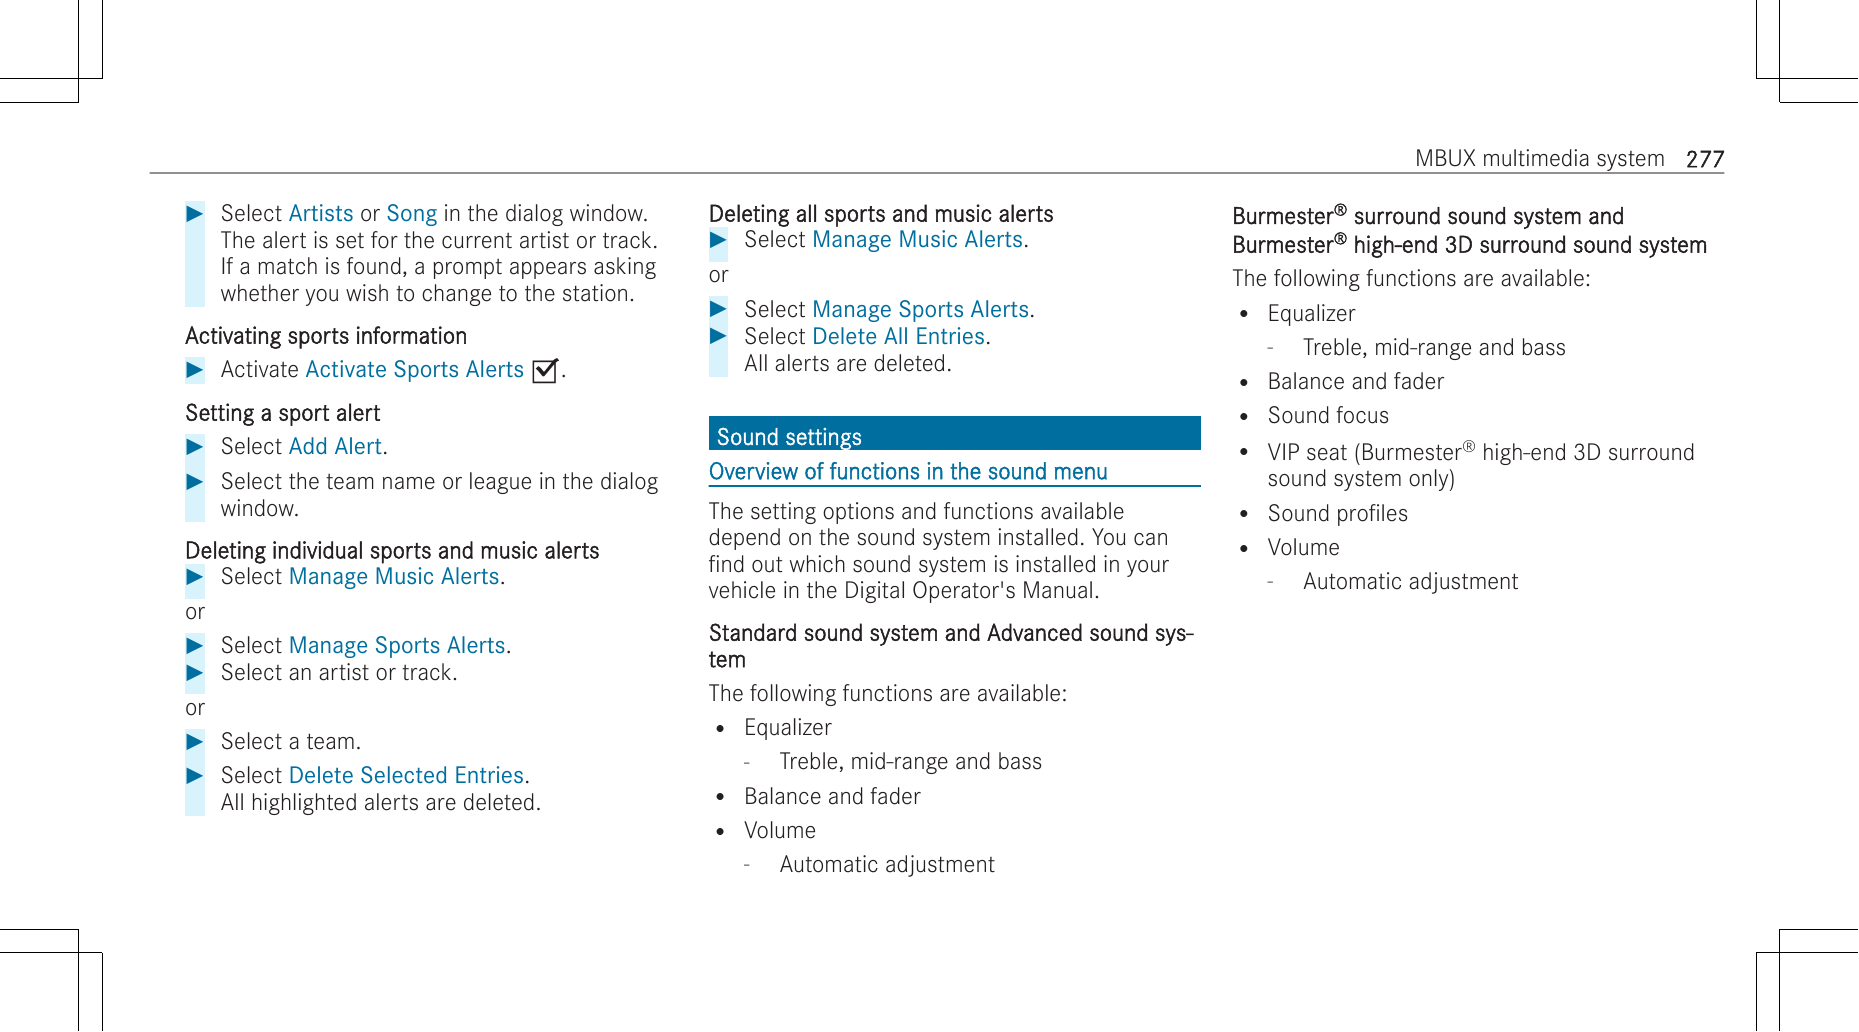 MBUX multimedia system 277
▶ Select Artists or Song in the dialog window.
The alert is set for the current artist or track.
If a match is found, a prompt appears asking
whether you wish to change to the station.
Activating sports information
▶ Activate Activate Sports Alerts ☑.
Setting a sport alert
▶ Select Add Alert.
▶ Select the team name or league in the dialog
window.
Deleting individual sports and music alerts
▶ Select Manage Music Alerts.
or
▶ Select Manage Sports Alerts.
▶ Select an artist or track.
or
▶ Select a team.
▶ Select Delete Selected Entries.
All highlighted alerts are deleted.
Deleting all sports and music alerts
▶ Select Manage Music Alerts.
or
▶ Select Manage Sports Alerts.
▶ Select Delete All Entries.
All alerts are deleted.
Sound settings
Overview of functions in the sound menu
The setting options and functions available
depend on the sound system installed. You can
find out which sound system is installed in your
vehicle in the Digital Operator's Manual.
Standard sound system and Advanced sound sys-
tem
The following functions are available:
• Equalizer
- Treble, mid-range and bass
• Balance and fader
• Volume
- Automatic adjustment
Burmester® surround sound system and
Burmester® high-end 3D surround sound system
The following functions are available:
• Equalizer
- Treble, mid-range and bass
• Balance and fader
• Sound focus
• VIP seat (Burmester® high-end 3D surround
sound system only)
• Sound profiles
• Volume
- Automatic adjustment